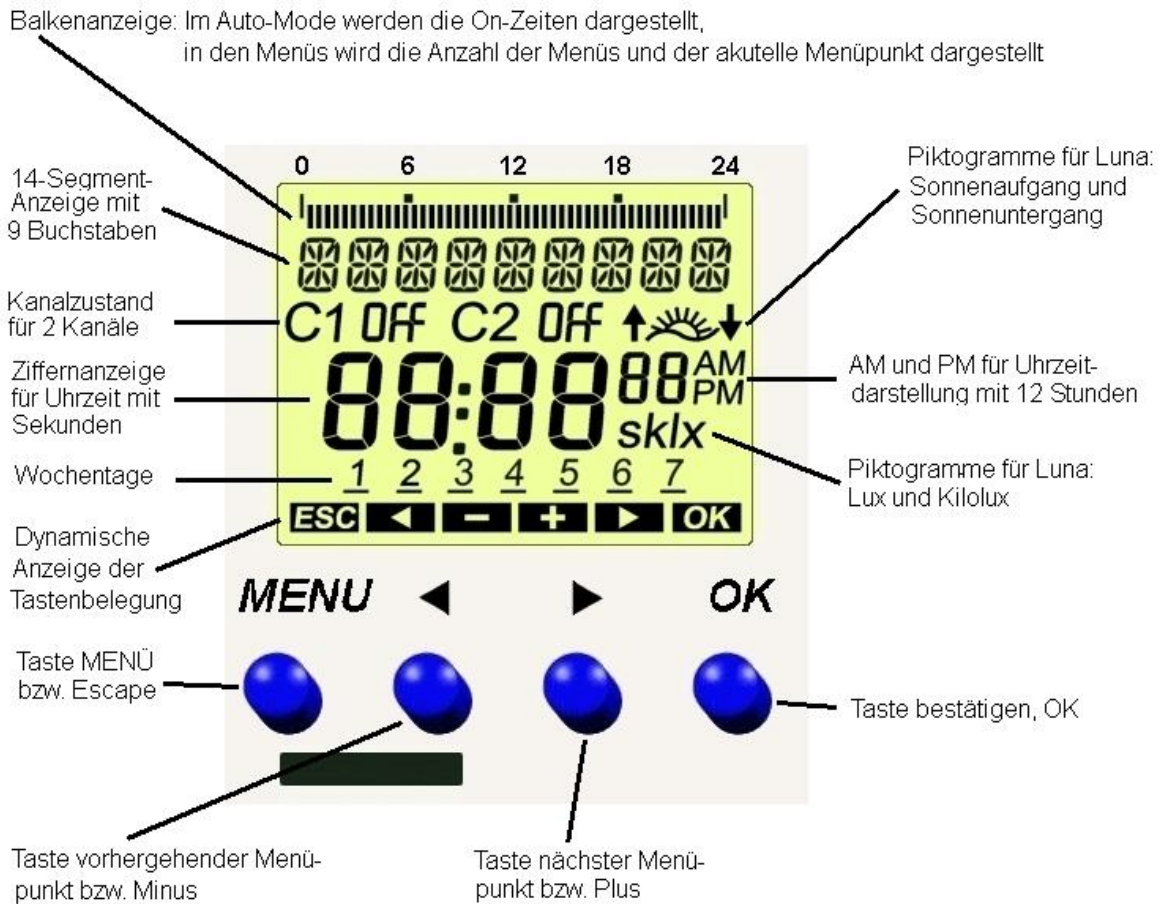 Balkenanzeige: Im Auto-Mode werden die On-Zeiten dargestellt,
in den Menüs wird die Anzahl der Menüs und der akutelle Menüpunkt dargestellt
14-Segment-
Anzeige mit
9 Buchstaben
Kanalzustand
für 2 Kanäle
Ziffernanzeige
für Uhrzeit mit
Sekunden
Wochentage
Dynamische
Anzeige der
Tastenbelegung
Taste MENÜ
bzw. Escape
0 6 12 18 24
C1 OFF C2 OFF
88:88 88 AM
PM
sklx
1 2 3 4 5 6 7
ESC ◄ − + ► OK
MENU ◄ ► OK
Piktogramme für Luna:
Sonnenaufgang und
Sonnenuntergang
AM und PM für Uhrzeit-
darstellung mit 12 Stunden
Piktogramme für Luna:
Lux und Kilolux
Taste bestätigen, OK
Taste vorhergehender Menü-
punkt bzw. Minus
Taste nächster Menü-
punkt bzw. Plus